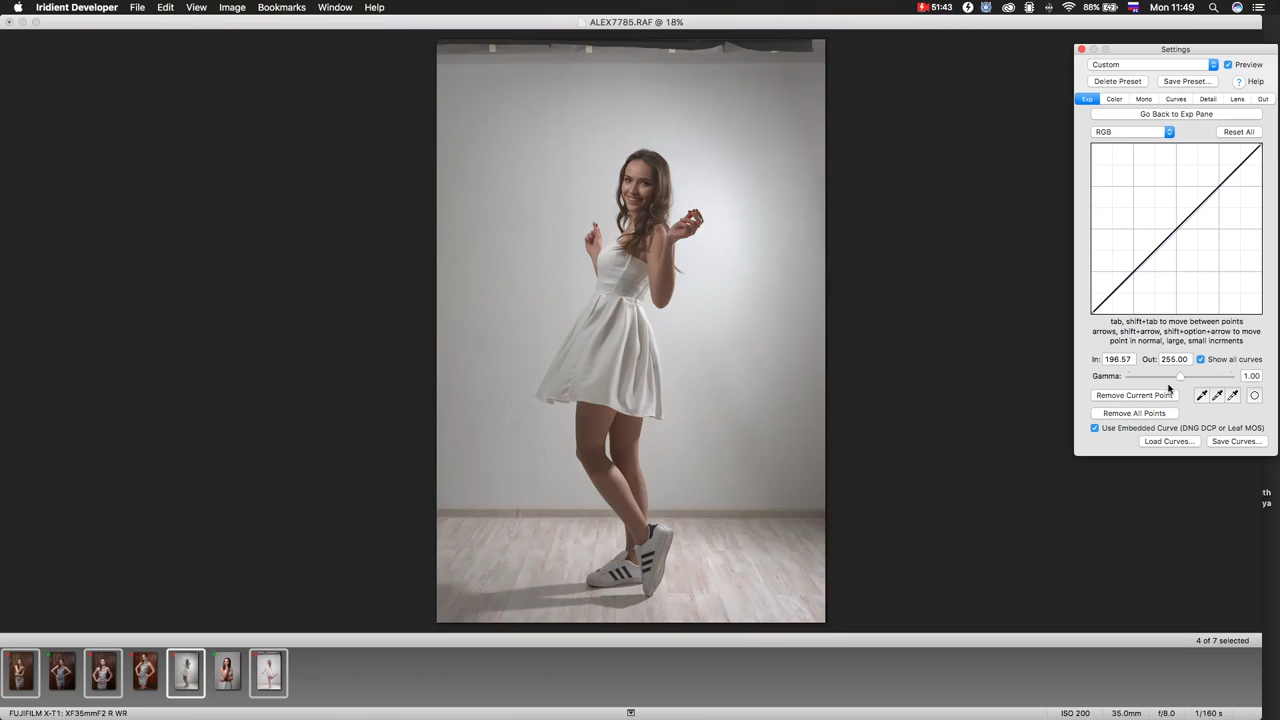 Iridient Developer File Edit View Image Bookmarks Window Help 51:43 88% Mon 11:49
ALEX7785.RAF @ 18%
Settings
Custom Preview
Delete Preset Save Preset... ? Help
Exp Color Mono Curves Detail Lens Out
Go Back to Exp Pane
RGB Reset All
tab, shift+tab to move between points
arrows, shift+arrow, shift+option+arrow to move
point in normal, large, small incrments
In: 196.57 Out: 255.00 Show all curves
Gamma: 1.00
Remove Current Point
Remove All Points
Use Embedded Curve (DNG DCP or Leaf MOS)
Load Curves... Save Curves...
th
ya
4 of 7 selected
FUJIFILM X-T1: XF35mmF2 R WR ISO 200 35.0mm f/8.0 1/160 s